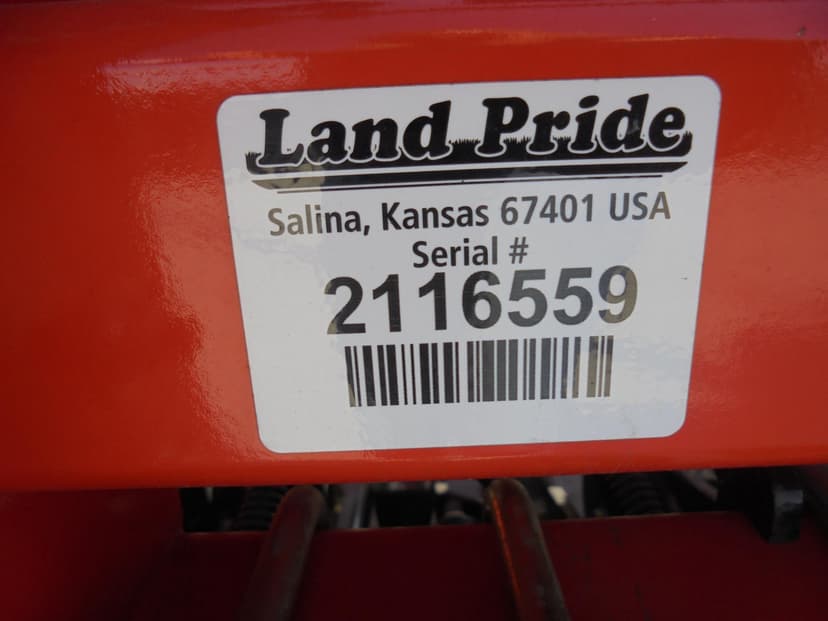 Land Pride
Salina, Kansas 67401 USA
Serial #
2116559